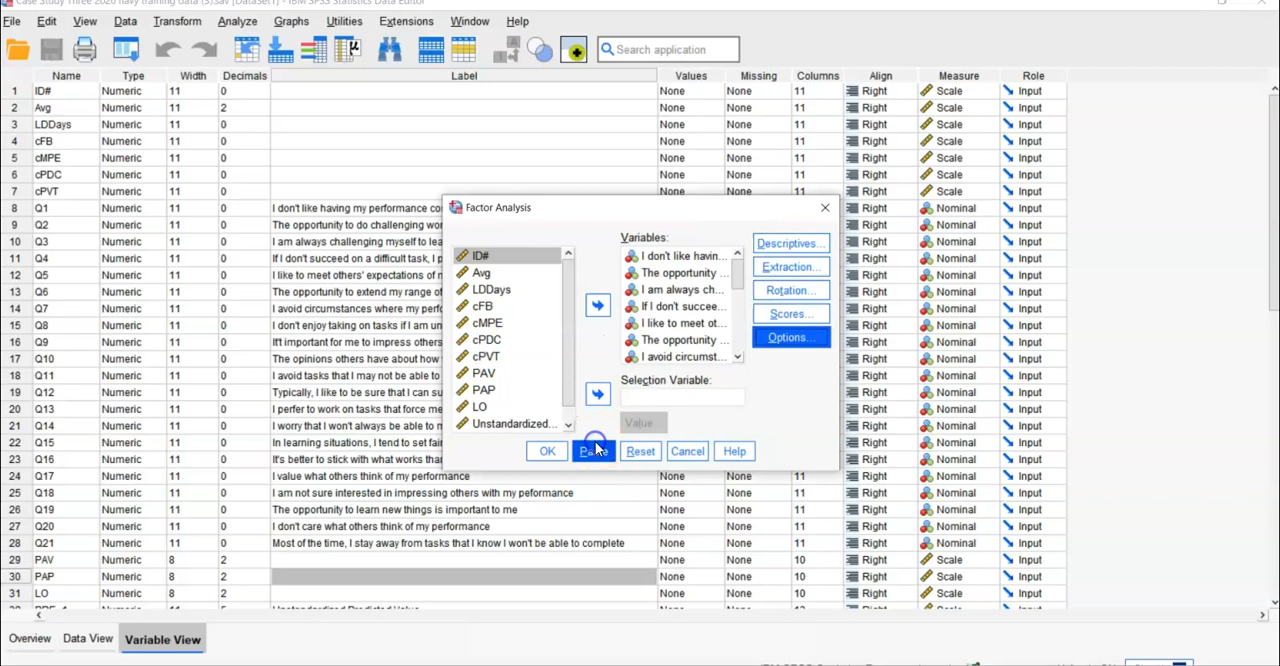 Case Study Three 2026 navy training data (3).sav [DataSet1] - IBM SPSS Statistics Data Editor
File Edit View Data Transform Analyze Graphs Utilities Extensions Window Help
Search application
Name Type Width Decimals Label Values Missing Columns Align Measure Role
1 ID# Numeric 11 0 None None 11 Right Scale Input
2 Avg Numeric 11 2 None None 11 Right Scale Input
3 LDDays Numeric 11 0 None None 11 Right Scale Input
4 cFB Numeric 11 0 None None 11 Right Scale Input
5 cMPE Numeric 11 0 None None 11 Right Scale Input
6 cPDC Numeric 11 0 None None 11 Right Scale Input
7 cPVT Numeric 11 0 None None 11 Right Scale Input
8 Q1 Numeric 11 0 I don't like having my performance co 11 Right Nominal Input
9 Q2 Numeric 11 0 The opportunity to do challenging wor 11 Right Nominal Input
10 Q3 Numeric 11 0 I am always challenging myself to lea 11 Right Nominal Input
11 Q4 Numeric 11 0 If I don't succeed on a difficult task, I p 11 Right Nominal Input
12 Q5 Numeric 11 0 I like to meet others' expectations of n 11 Right Nominal Input
13 Q6 Numeric 11 0 The opportunity to extend my range of 11 Right Nominal Input
14 Q7 Numeric 11 0 I avoid circumstances where my perfo 11 Right Nominal Input
15 Q8 Numeric 11 0 I don't enjoy taking on tasks if I am un 11 Right Nominal Input
16 Q9 Numeric 11 0 It't important for me to impress others 11 Right Nominal Input
17 Q10 Numeric 11 0 The opinions others have about how 11 Right Nominal Input
18 Q11 Numeric 11 0 I avoid tasks that I may not be able to 11 Right Nominal Input
19 Q12 Numeric 11 0 Typically, I like to be sure that I can su 11 Right Nominal Input
20 Q13 Numeric 11 0 I perfer to work on tasks that force me 11 Right Nominal Input
21 Q14 Numeric 11 0 I worry that I won't always be able to m 11 Right Nominal Input
22 Q15 Numeric 11 0 In learning situations, I tend to set fair 11 Right Nominal Input
23 Q16 Numeric 11 0 It's better to stick with what works than 11 Right Nominal Input
24 Q17 Numeric 11 0 I value what others think of my performance None None 11 Right Nominal Input
25 Q18 Numeric 11 0 I am not sure interested in impressing others with my peformance None None 11 Right Nominal Input
26 Q19 Numeric 11 0 The opportunity to learn new things is important to me None None 11 Right Nominal Input
27 Q20 Numeric 11 0 I don't care what others think of my performance None None 11 Right Nominal Input
28 Q21 Numeric 11 0 Most of the time, I stay away from tasks that I know I won't be able to complete None None 11 Right Nominal Input
29 PAV Numeric 8 2 None None 10 Right Scale Input
30 PAP Numeric 8 2 None None 10 Right Scale Input
31 LO Numeric 8 2 None None 10 Right Scale Input
Unstandardized Predicted Value
Overview Data View Variable View
Factor Analysis
ID#
Avg
LDDays
cFB
cMPE
cPDC
cPVT
PAV
PAP
LO
Unstandardized...
Variables:
I don't like havin...
The opportunity ...
I am always ch...
If I don't succee...
I like to meet ot...
The opportunity ...
I avoid circumst...
Selection Variable:
Value
Descriptives...
Extraction...
Rotation...
Scores...
Options...
OK Reset Cancel Help